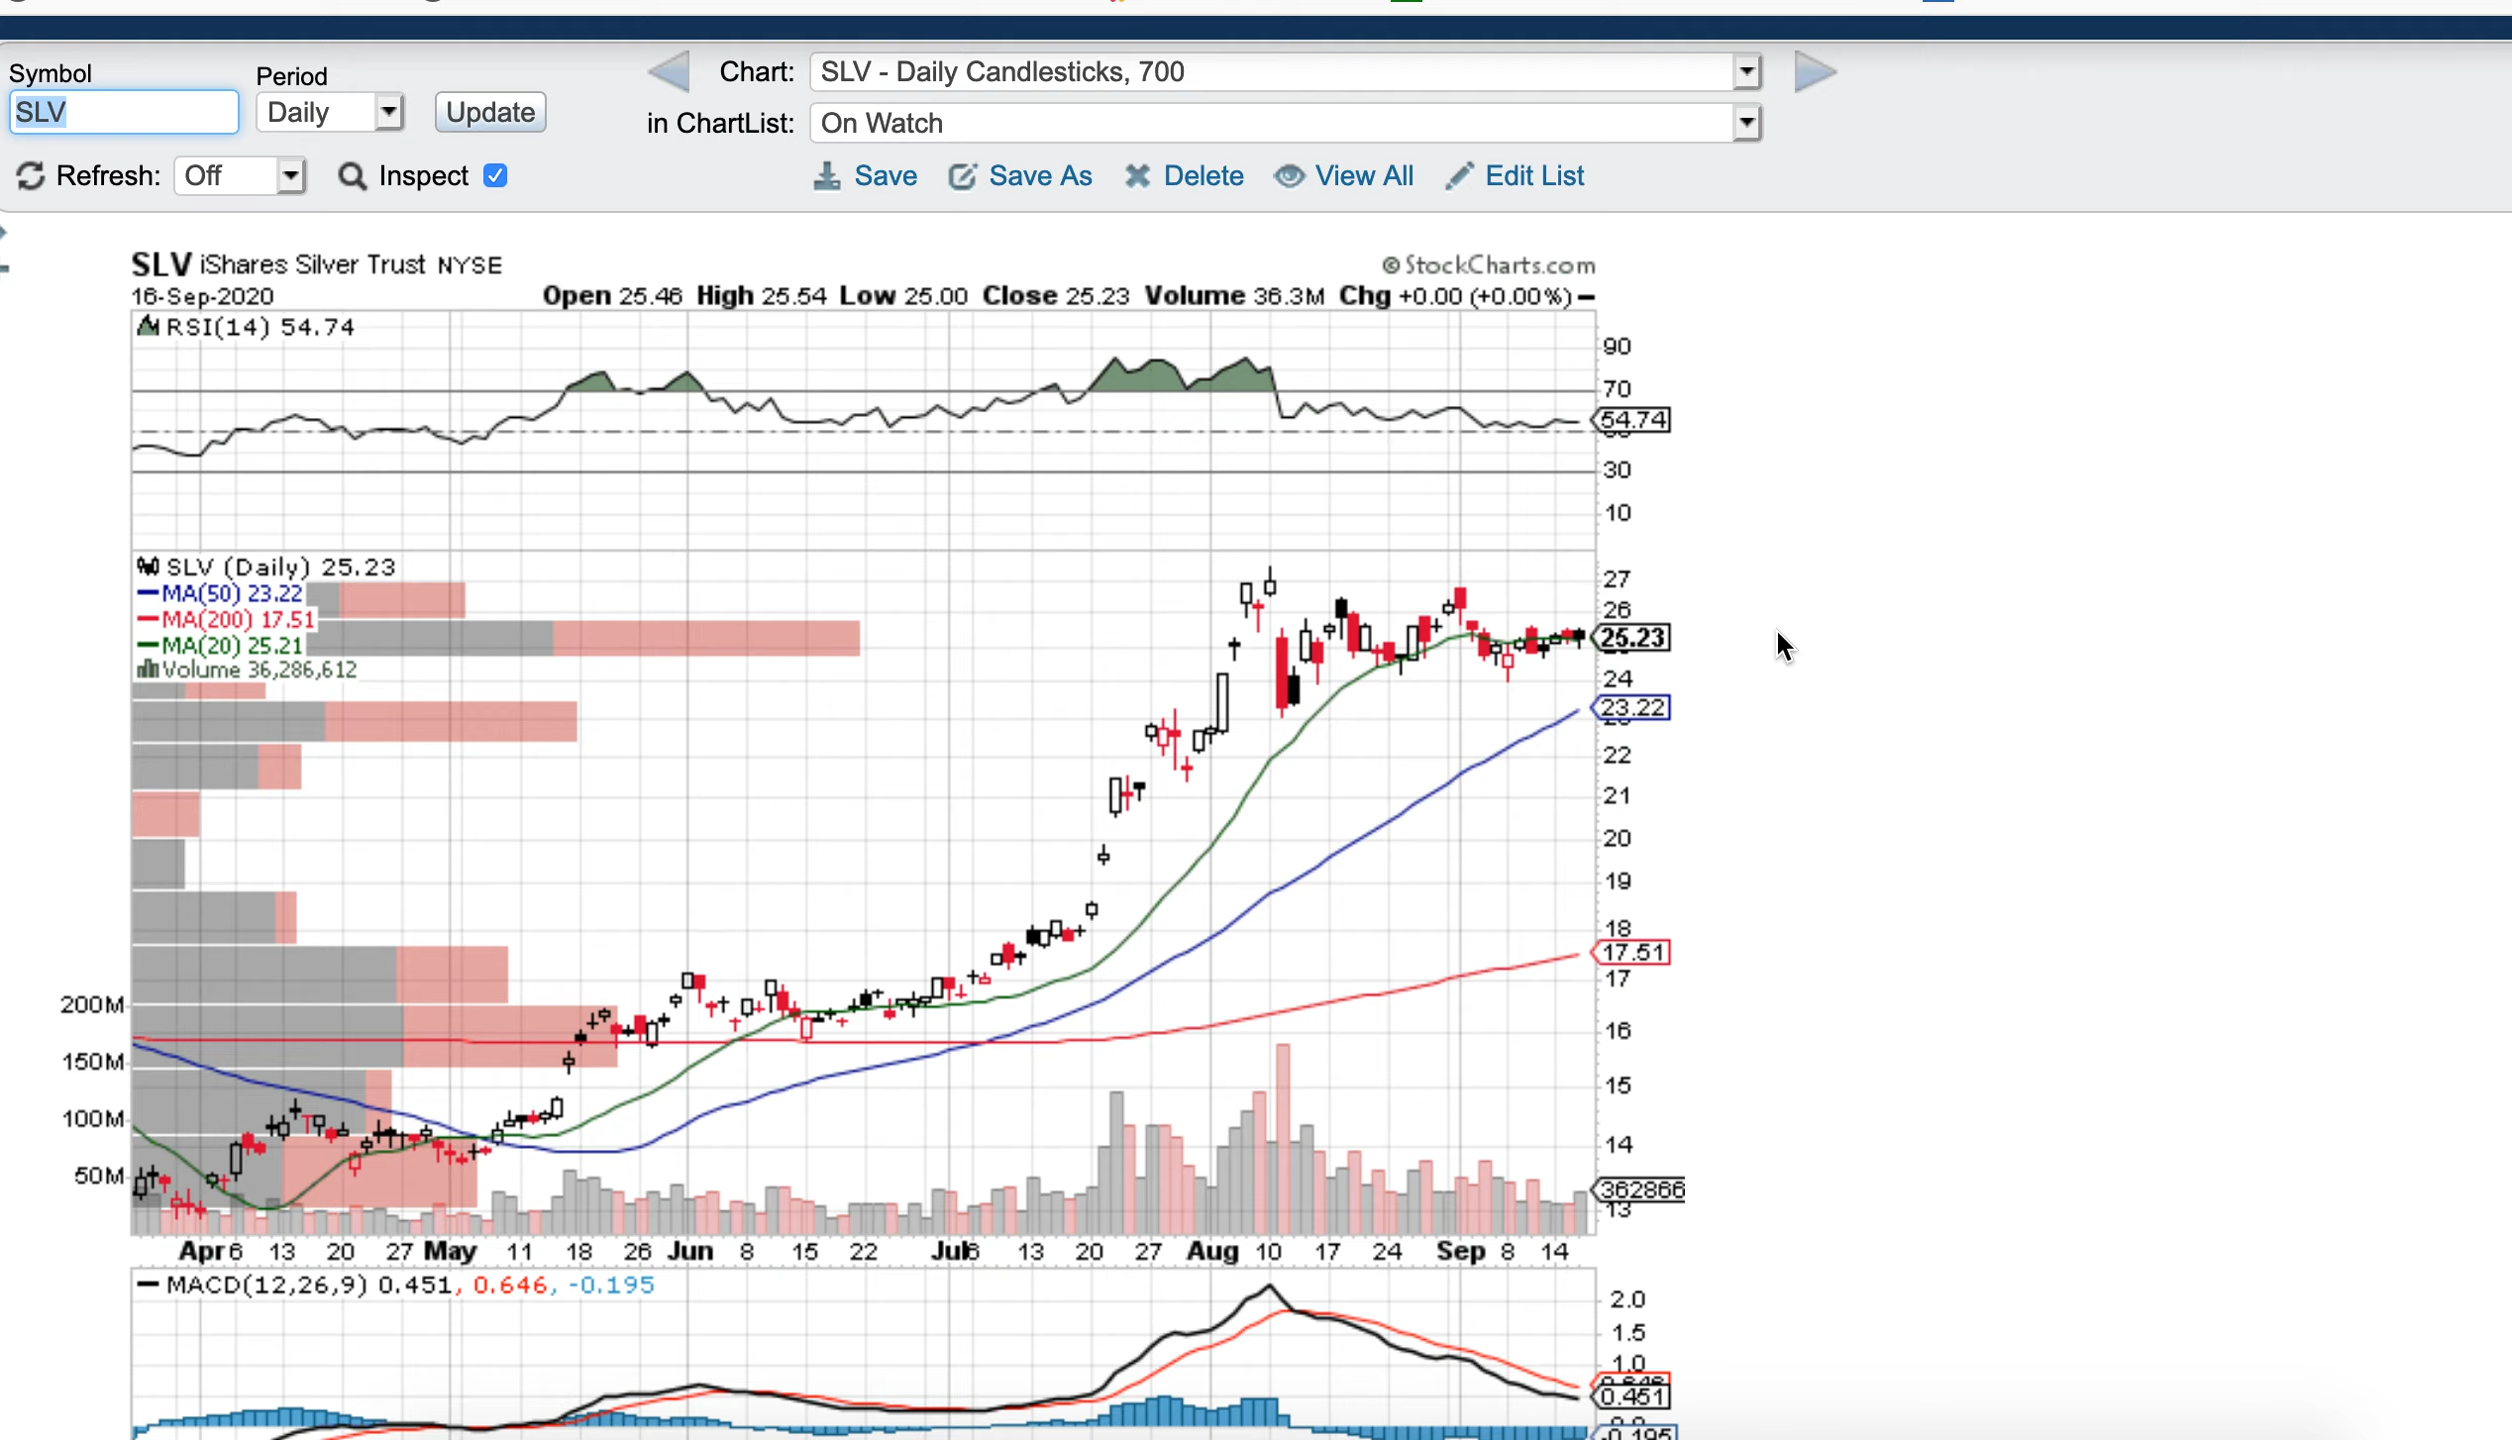 Symbol Period
SLV Daily Update
Chart: SLV - Daily Candlesticks, 700
in ChartList: On Watch
Refresh: Off Inspect
Save Save As Delete View All Edit List
SLV iShares Silver Trust NYSE
© StockCharts.com
16-Sep-2020
Open 25.46 High 25.54 Low 25.00 Close 25.23 Volume 36.3M Chg +0.00 (+0.00%)
RSI(14) 54.74
90
70
54.74
30
10
SLV (Daily) 25.23
MA(50) 23.22
MA(200) 17.51
MA(20) 25.21
Volume 36,286,612
27
26
25.23
24
23.22
22
21
20
19
18
17.51
17
16
15
14
362866
13
200M
150M
100M
50M
Apr 6 13 20 27 May 11 18 26 Jun 8 15 22 Jul 6 13 20 27 Aug 10 17 24 Sep 8 14
MACD(12,26,9) 0.451, 0.646, -0.195
2.0
1.5
1.0
0.646
0.451
0.0
-0.195